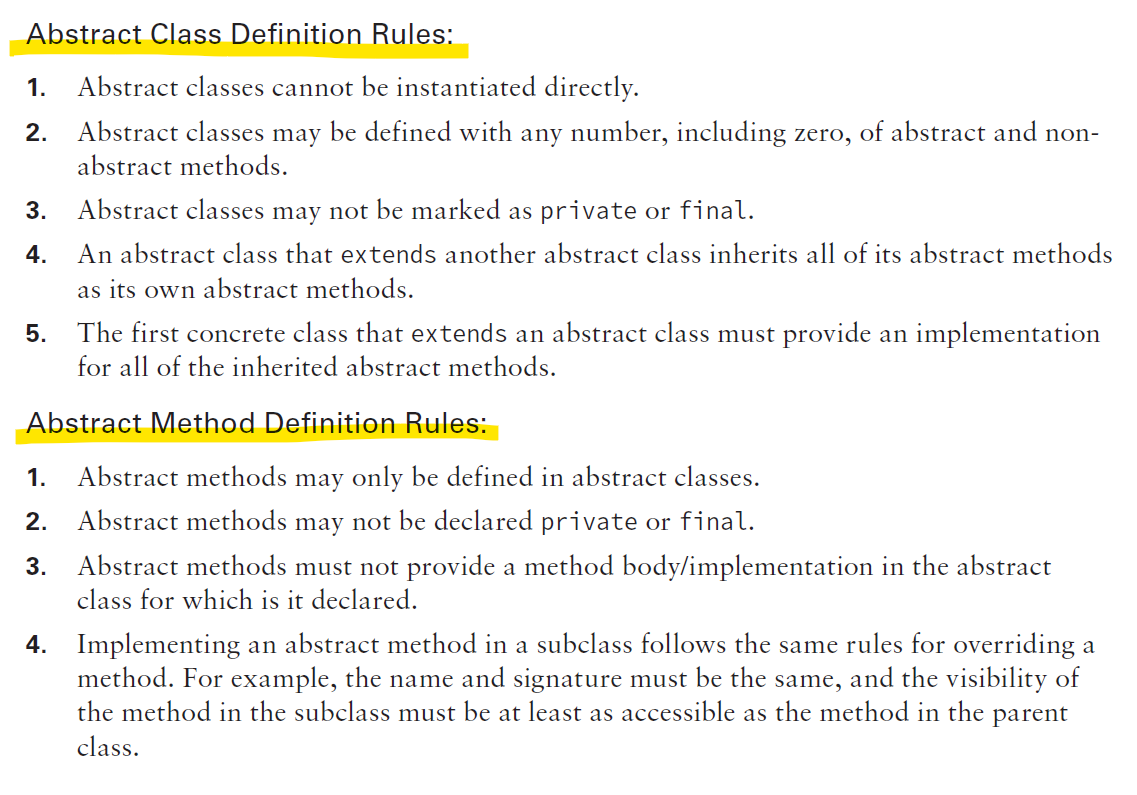 Abstract Class Definition Rules:
1. Abstract classes cannot be instantiated directly.
2. Abstract classes may be defined with any number, including zero, of abstract and non-
abstract methods.
3. Abstract classes may not be marked as private or final.
4. An abstract class that extends another abstract class inherits all of its abstract methods
as its own abstract methods.
5. The first concrete class that extends an abstract class must provide an implementation
for all of the inherited abstract methods.
Abstract Method Definition Rules:
1. Abstract methods may only be defined in abstract classes.
2. Abstract methods may not be declared private or final.
3. Abstract methods must not provide a method body/implementation in the abstract
class for which is it declared.
4. Implementing an abstract method in a subclass follows the same rules for overriding a
method. For example, the name and signature must be the same, and the visibility of
the method in the subclass must be at least as accessible as the method in the parent
class.